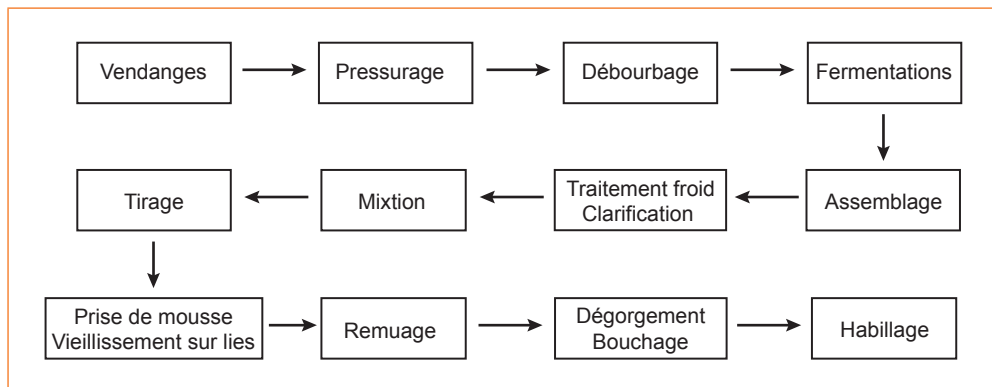 Vendanges
Pressurage
Débourbage
Fermentations
Assemblage
Traitement froid
Clarification
Mixtion
Tirage
Prise de mousse
Vieillissement sur lies
Remuage
Dégorgement
Bouchage
Habillage